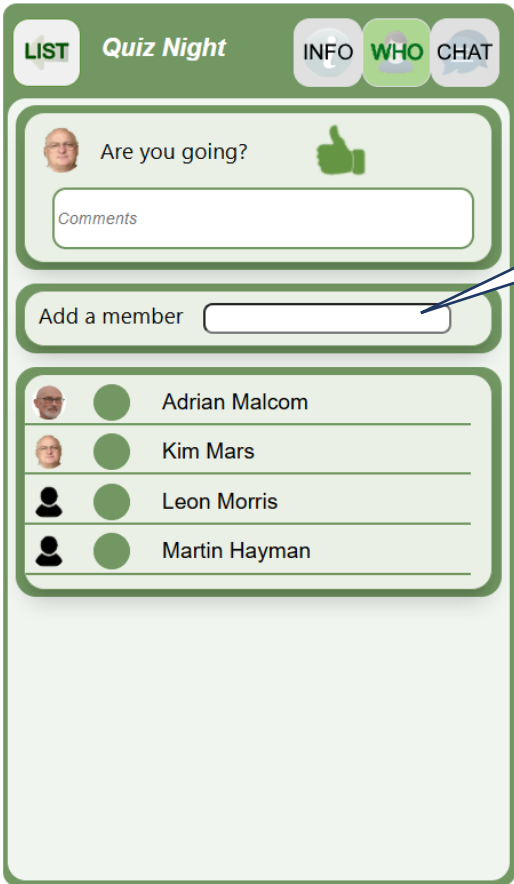 LIST Quiz Night INFO WHO CHAT
Are you going?
Comments
Add a member
Adrian Malcom
Kim Mars
Leon Morris
Martin Hayman